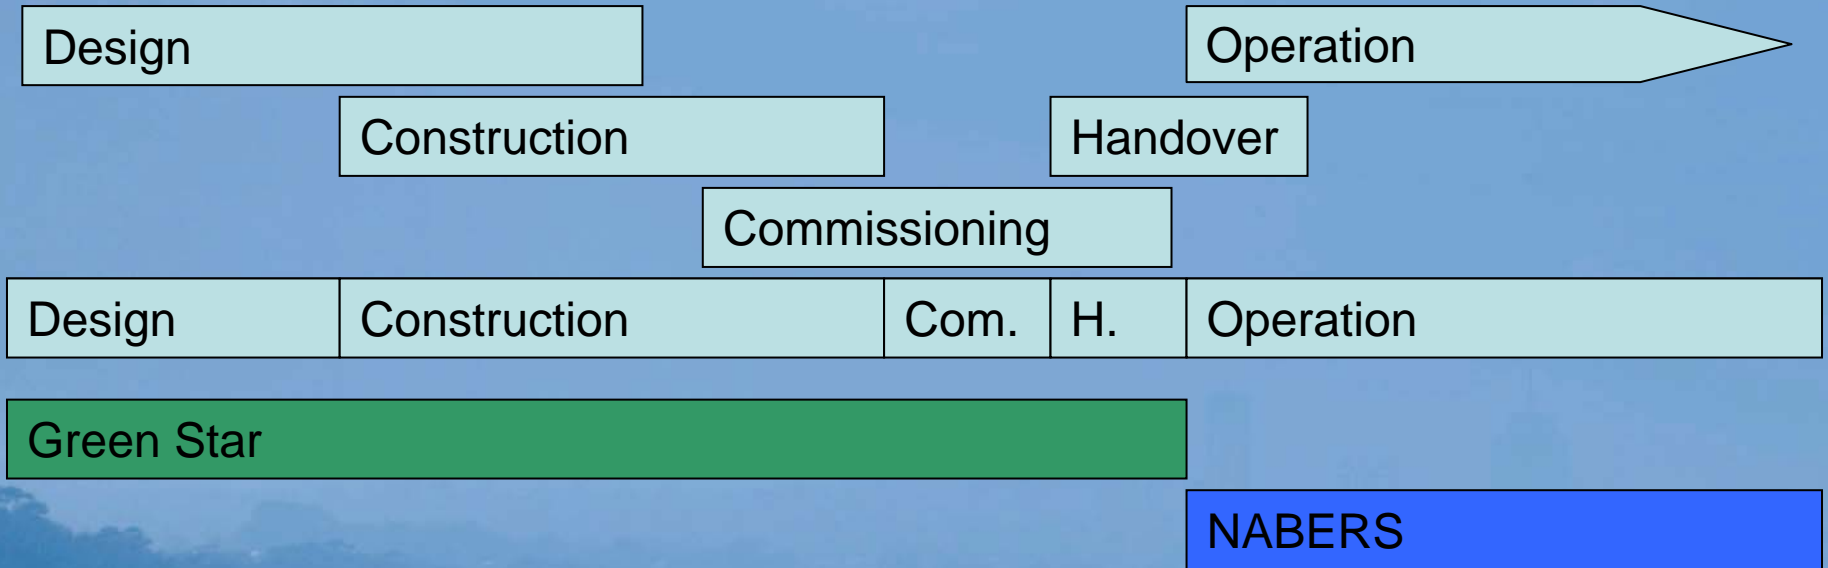 Design
Operation
Construction
Handover
Commissioning
Design
Construction
Com.
H.
Operation
Green Star
NABERS